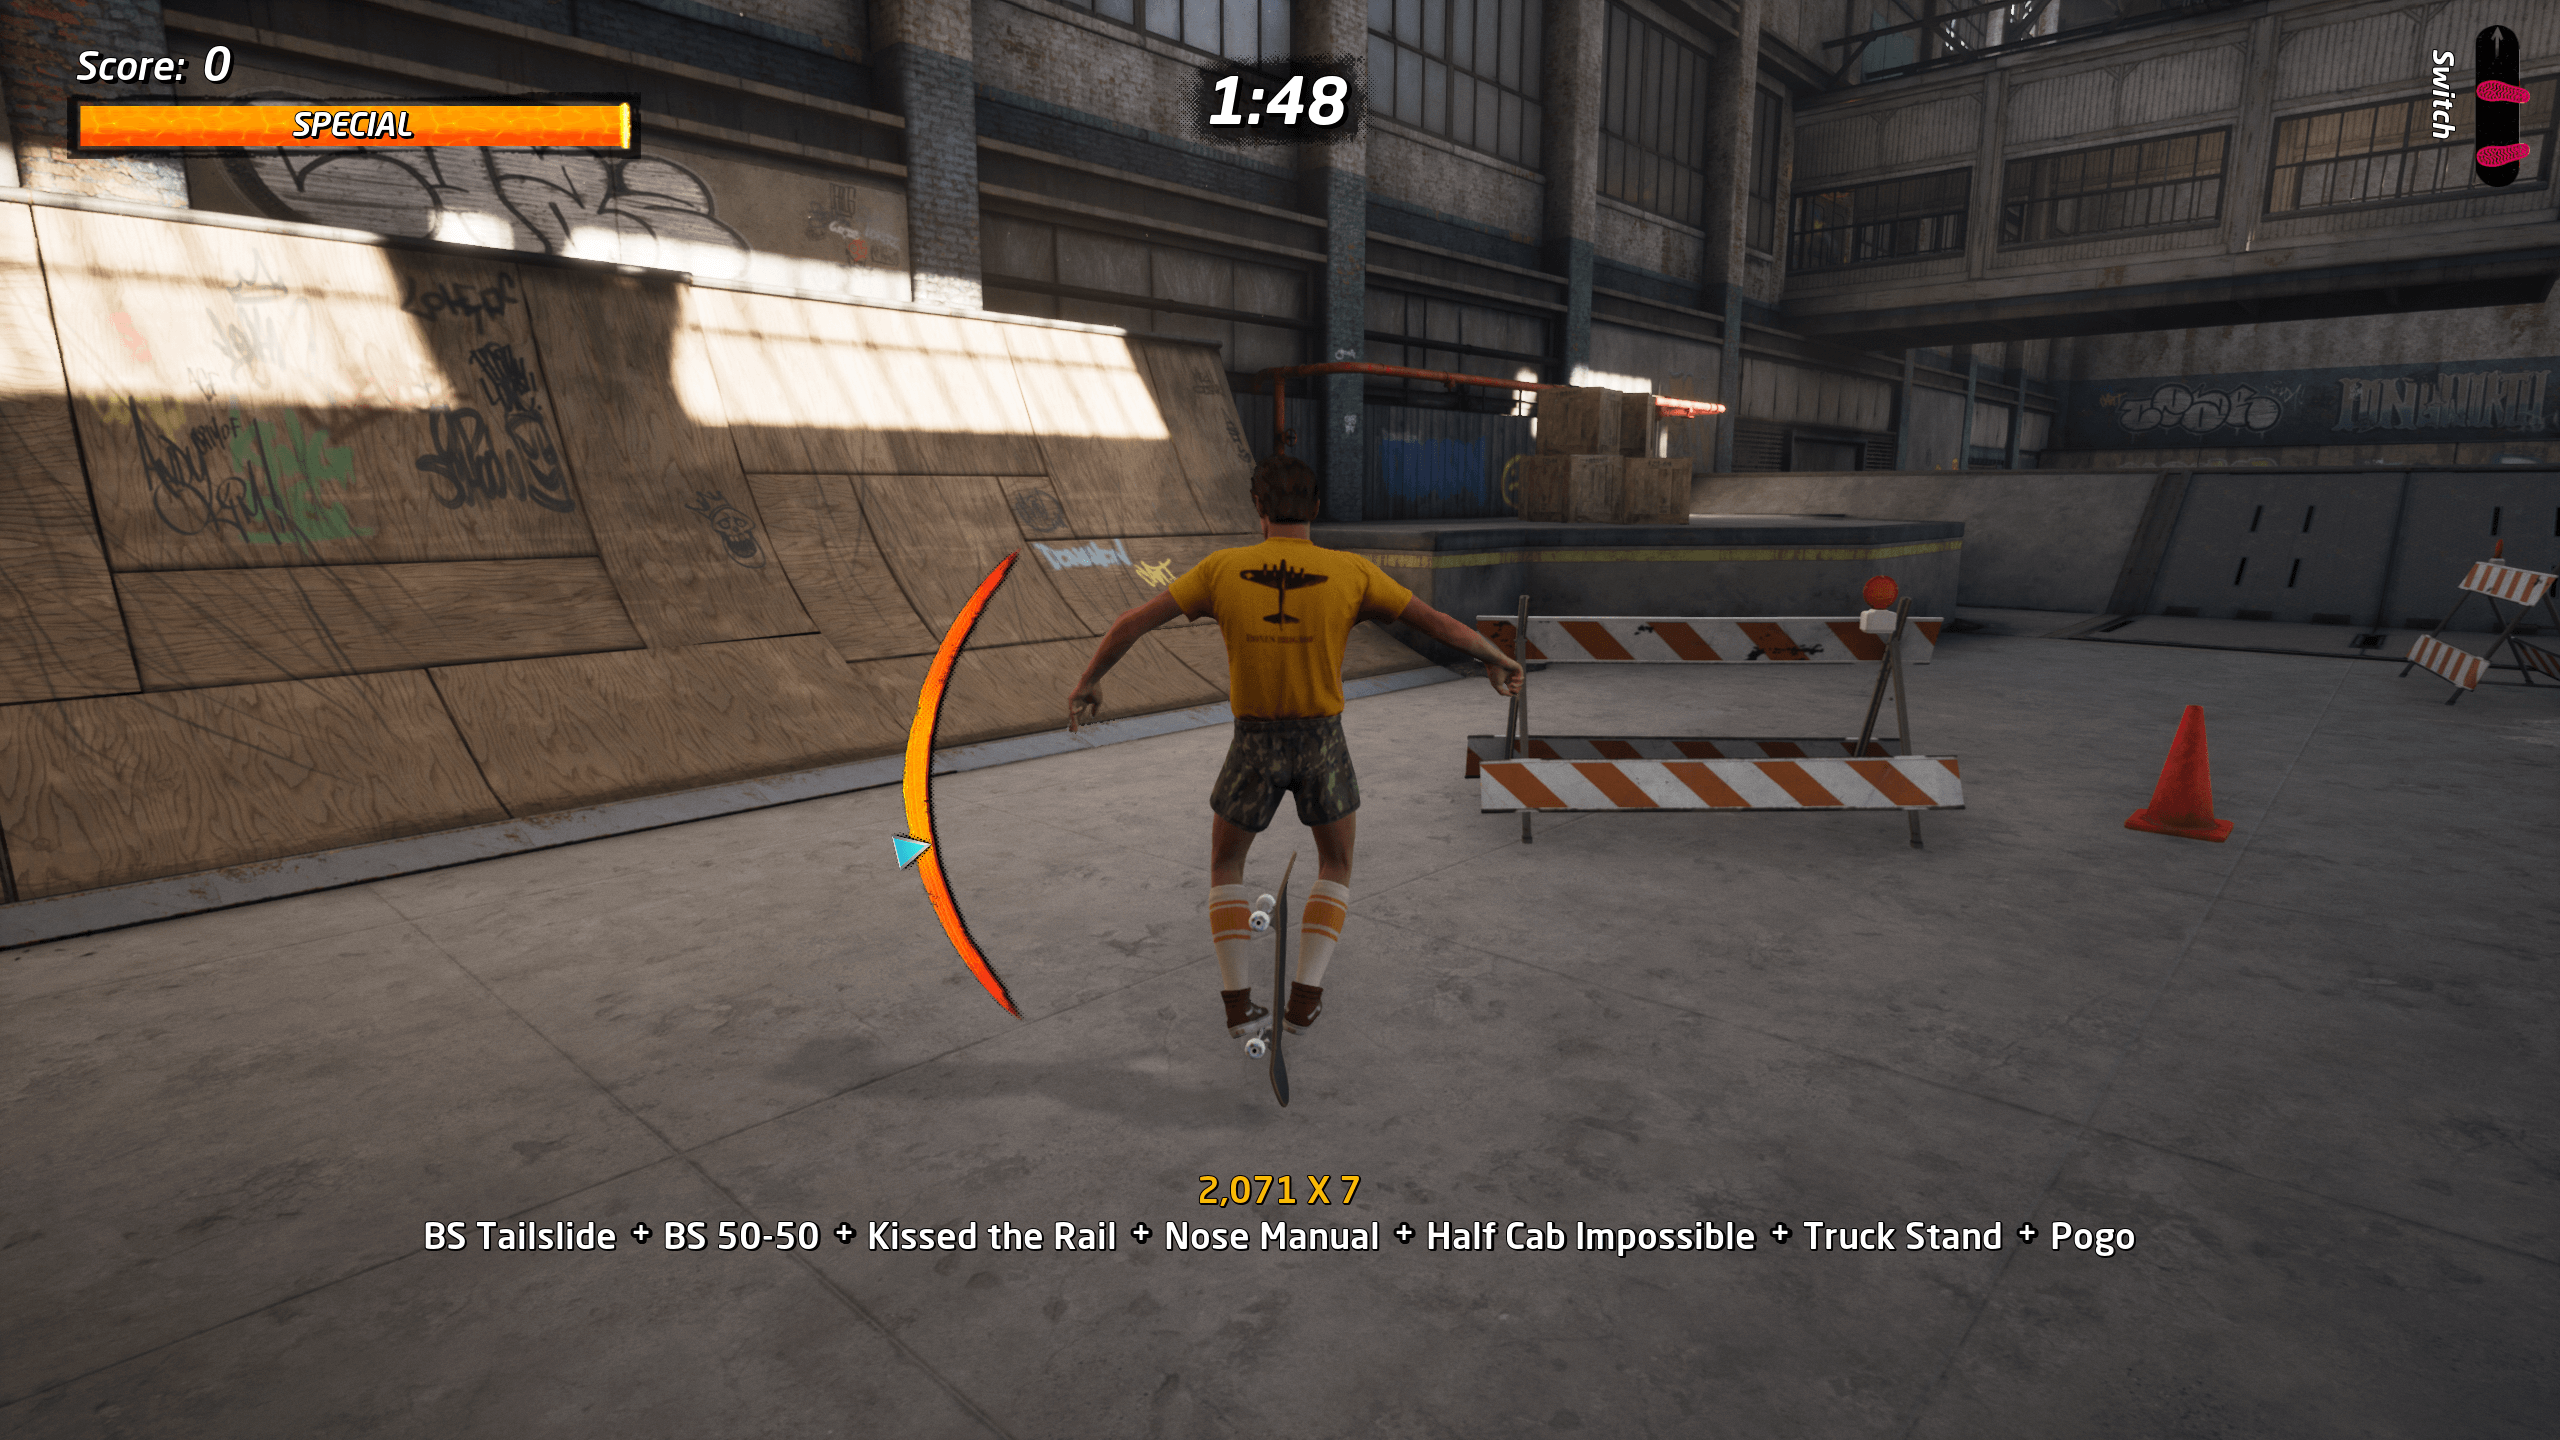 Score: 0
SPECIAL
1:48
Switch
2,071 X 7
BS Tailslide + BS 50-50 + Kissed the Rail + Nose Manual + Half Cab Impossible + Truck Stand + Pogo